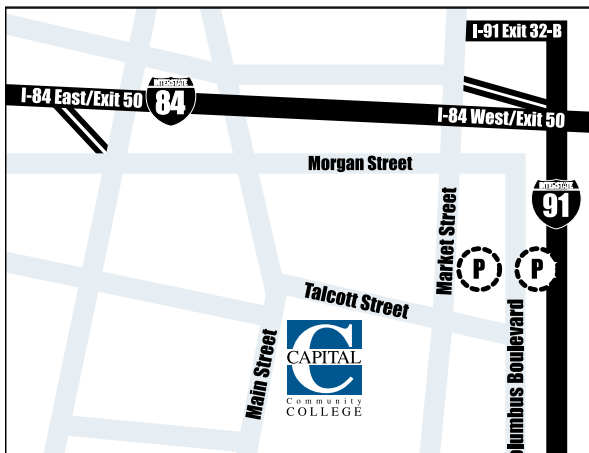 I-91 Exit 32-B
I-84 East/Exit 50
INTERSTATE
84
I-84 West/Exit 50
Morgan Street
INTERSTATE
91
Market Street
P
P
Talcott Street
Main Street
C
CAPITAL
Community
COLLEGE
olumbus Boulevard